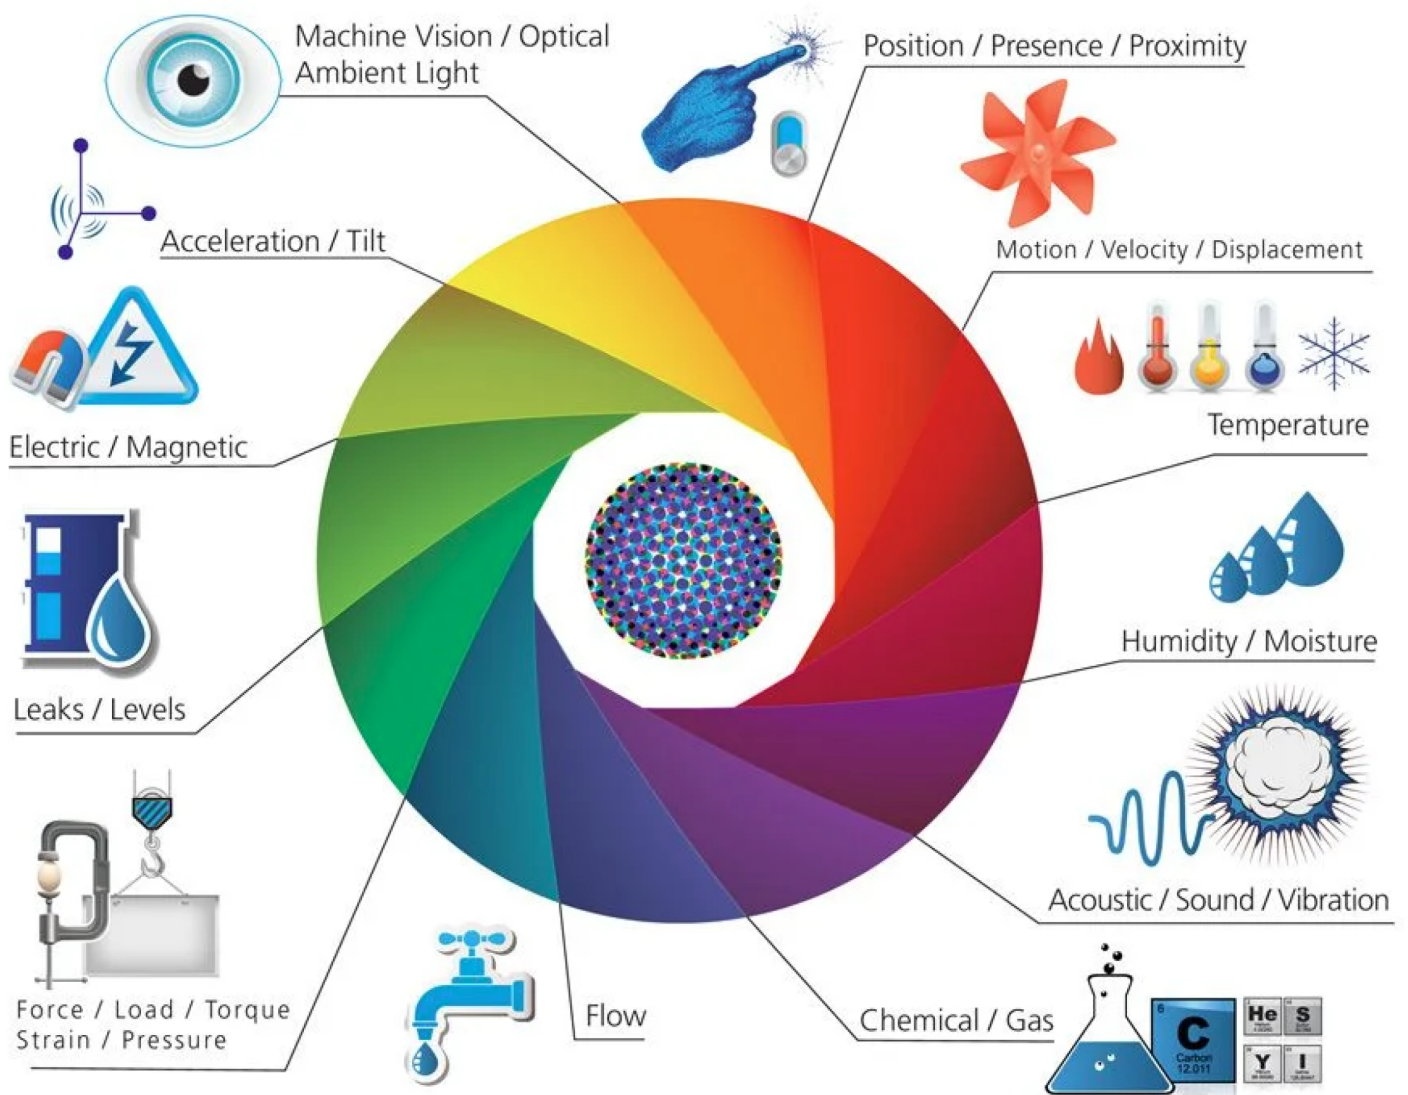 Machine Vision / Optical
Ambient Light
Position / Presence / Proximity
Motion / Velocity / Displacement
Acceleration / Tilt
Temperature
Electric / Magnetic
Humidity / Moisture
Leaks / Levels
Acoustic / Sound / Vibration
Force / Load / Torque
Strain / Pressure
Flow
Chemical / Gas
6
C
Carbon
12.011
He
S
Y
I